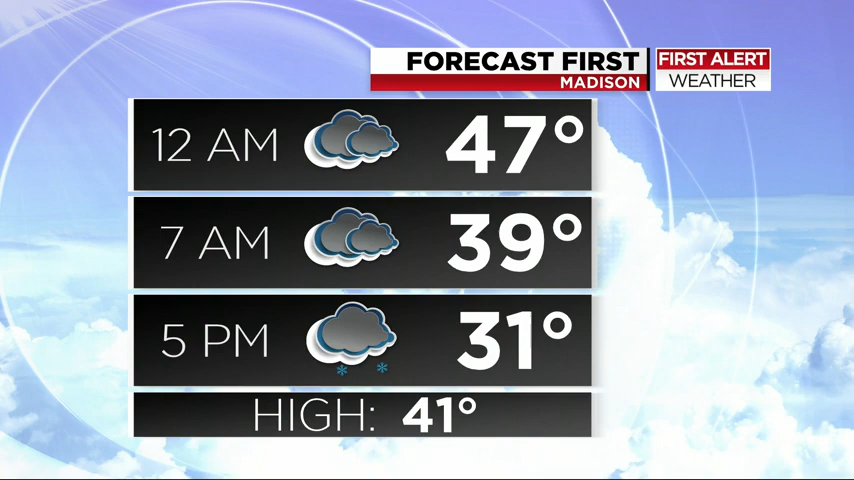 FORECAST FIRST
MADISON
FIRST ALERT
WEATHER
12 AM 47°
7 AM 39°
5 PM 31°
HIGH: 41°